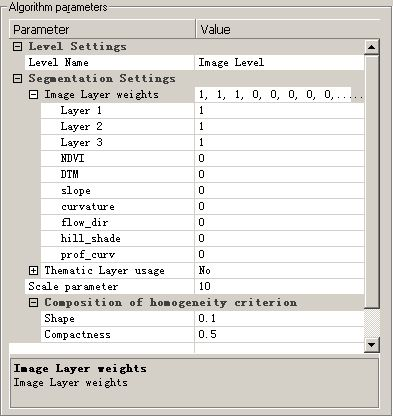 Algorithm parameters
Parameter Value
Level Settings
Level Name Image Level
Segmentation Settings
Image Layer weights 1, 1, 1, 0, 0, 0, 0, 0,.....
Layer 1 1
Layer 2 1
Layer 3 1
NDVI 0
DTM 0
slope 0
curvature 0
flow_dir 0
hill_shade 0
prof_curv 0
Thematic Layer usage No
Scale parameter 10
Composition of homogeneity criterion
Shape 0.1
Compactness 0.5
Image Layer weights
Image Layer weights